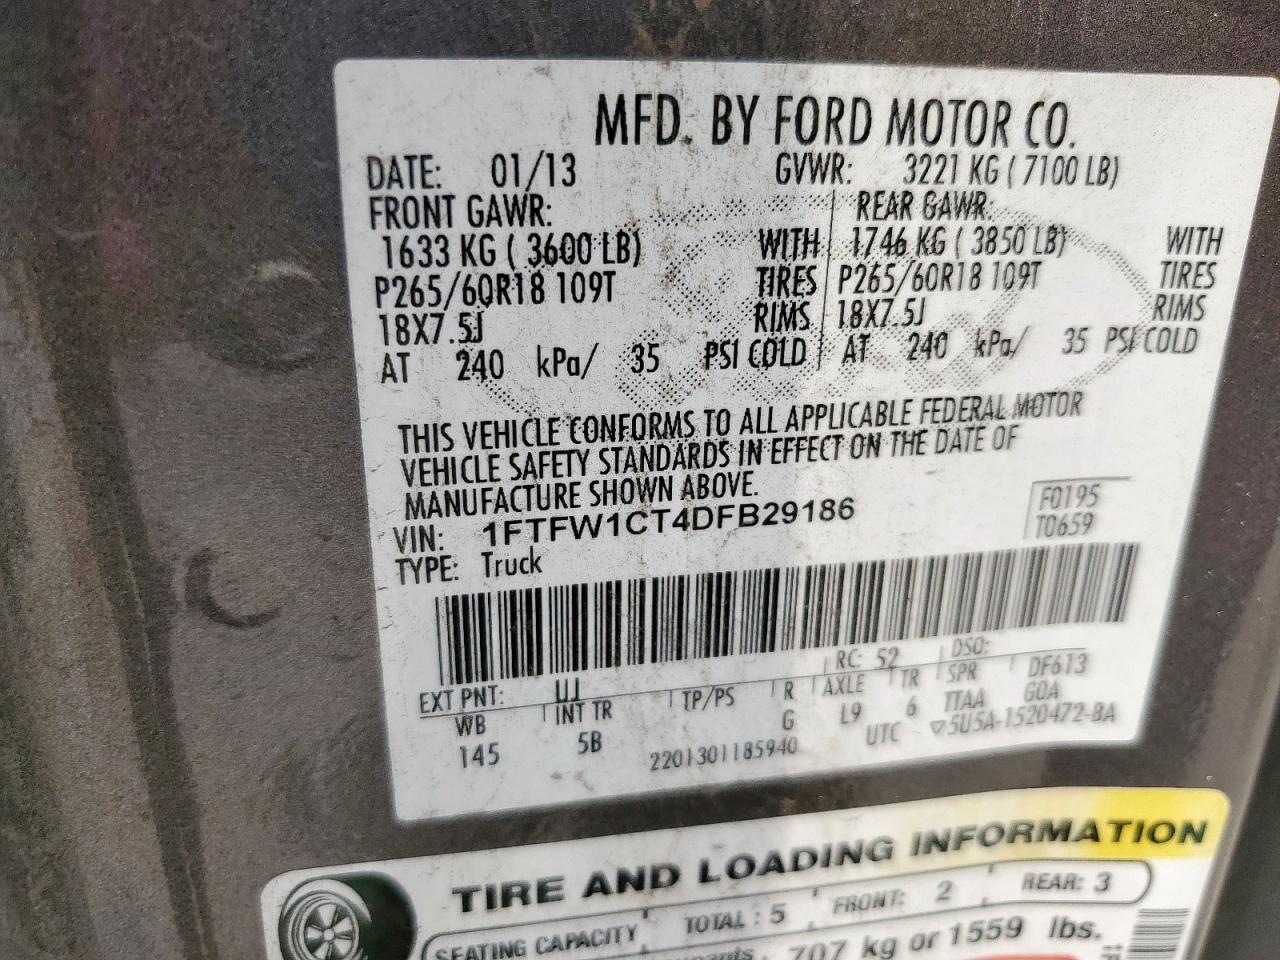 MFD. BY FORD MOTOR CO.
DATE: 01/13 GVWR: 3221 KG ( 7100 LB)
FRONT GAWR: REAR GAWR:
1633 KG ( 3600 LB) WITH 1746 KG ( 3850 LB) WITH
P265/60R18 109T TIRES P265/60R18 109T TIRES
18X7.5J RIMS 18X7.5J RIMS
AT 240 kPa/ 35 PSI COLD AT 240 kPa/ 35 PSI COLD
THIS VEHICLE CONFORMS TO ALL APPLICABLE FEDERAL MOTOR
VEHICLE SAFETY STANDARDS IN EFFECT ON THE DATE OF
MANUFACTURE SHOWN ABOVE.
VIN: 1FTFW1CT4DFB29186 F0195
TYPE: Truck T0659
EXT PNT: UJ RC: 52 DSO:
WB INT TR TP/PS R AXLE TR SPR DF613
145 5B G L9 6 TTAA GOA
2201301185940 UTC ▽5U5A-1520472-BA
TIRE AND LOADING INFORMATION
SEATING CAPACITY TOTAL : 5 FRONT: 2 REAR: 3
707 kg or 1559 lbs.